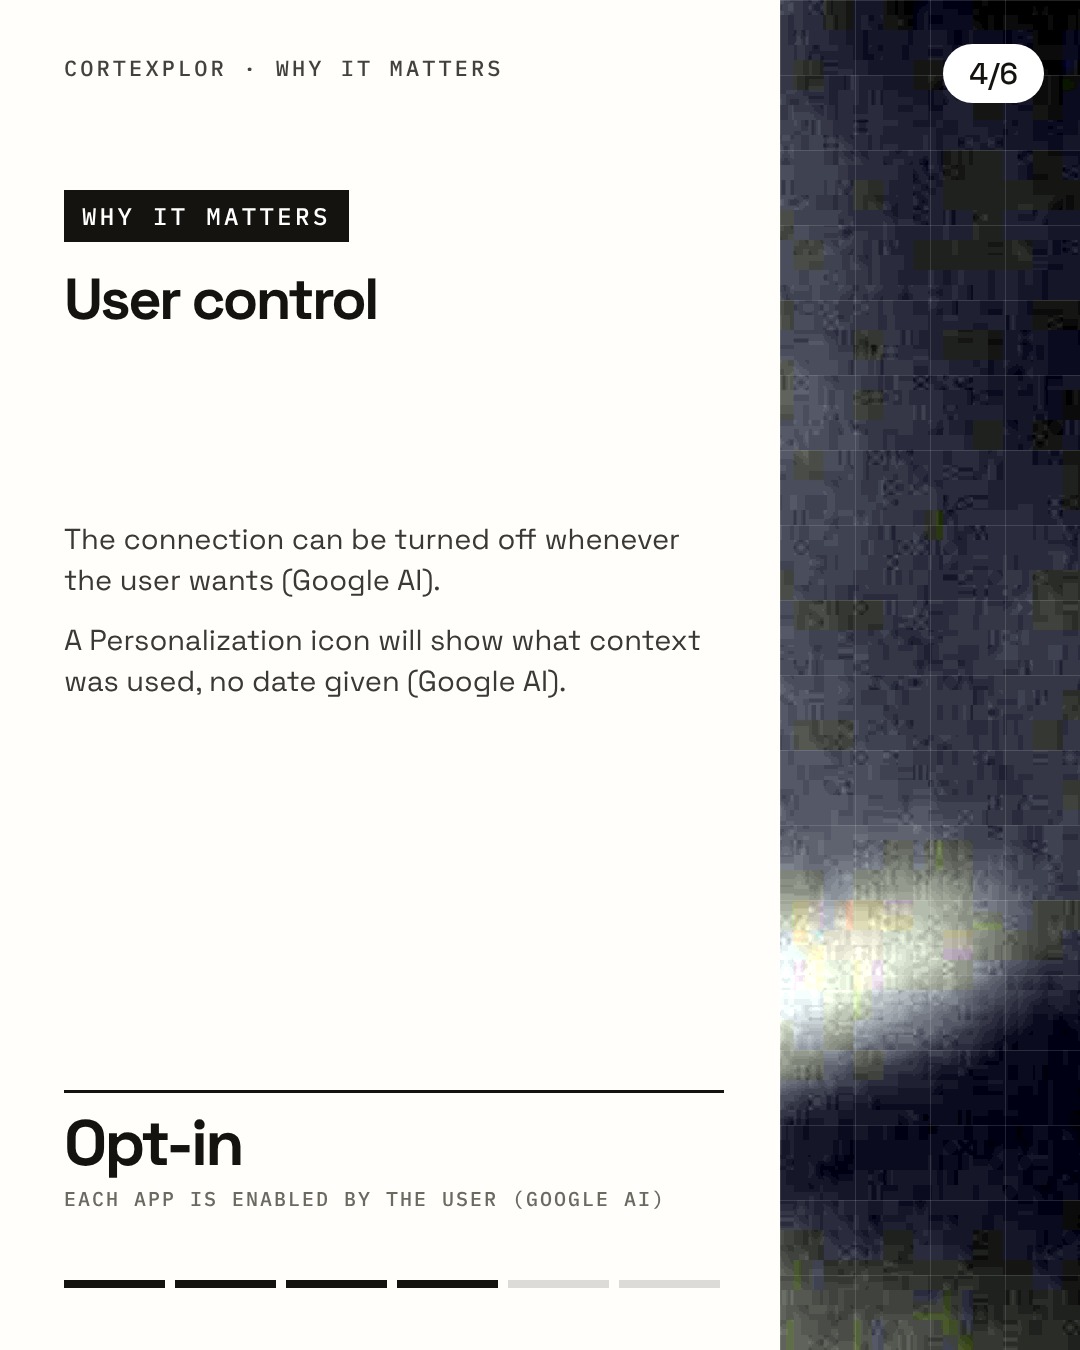 CORTEXPLOR · WHY IT MATTERS
4/6
WHY IT MATTERS
User control
The connection can be turned off whenever
the user wants (Google AI).
A Personalization icon will show what context
was used, no date given (Google AI).
Opt-in
EACH APP IS ENABLED BY THE USER (GOOGLE AI)